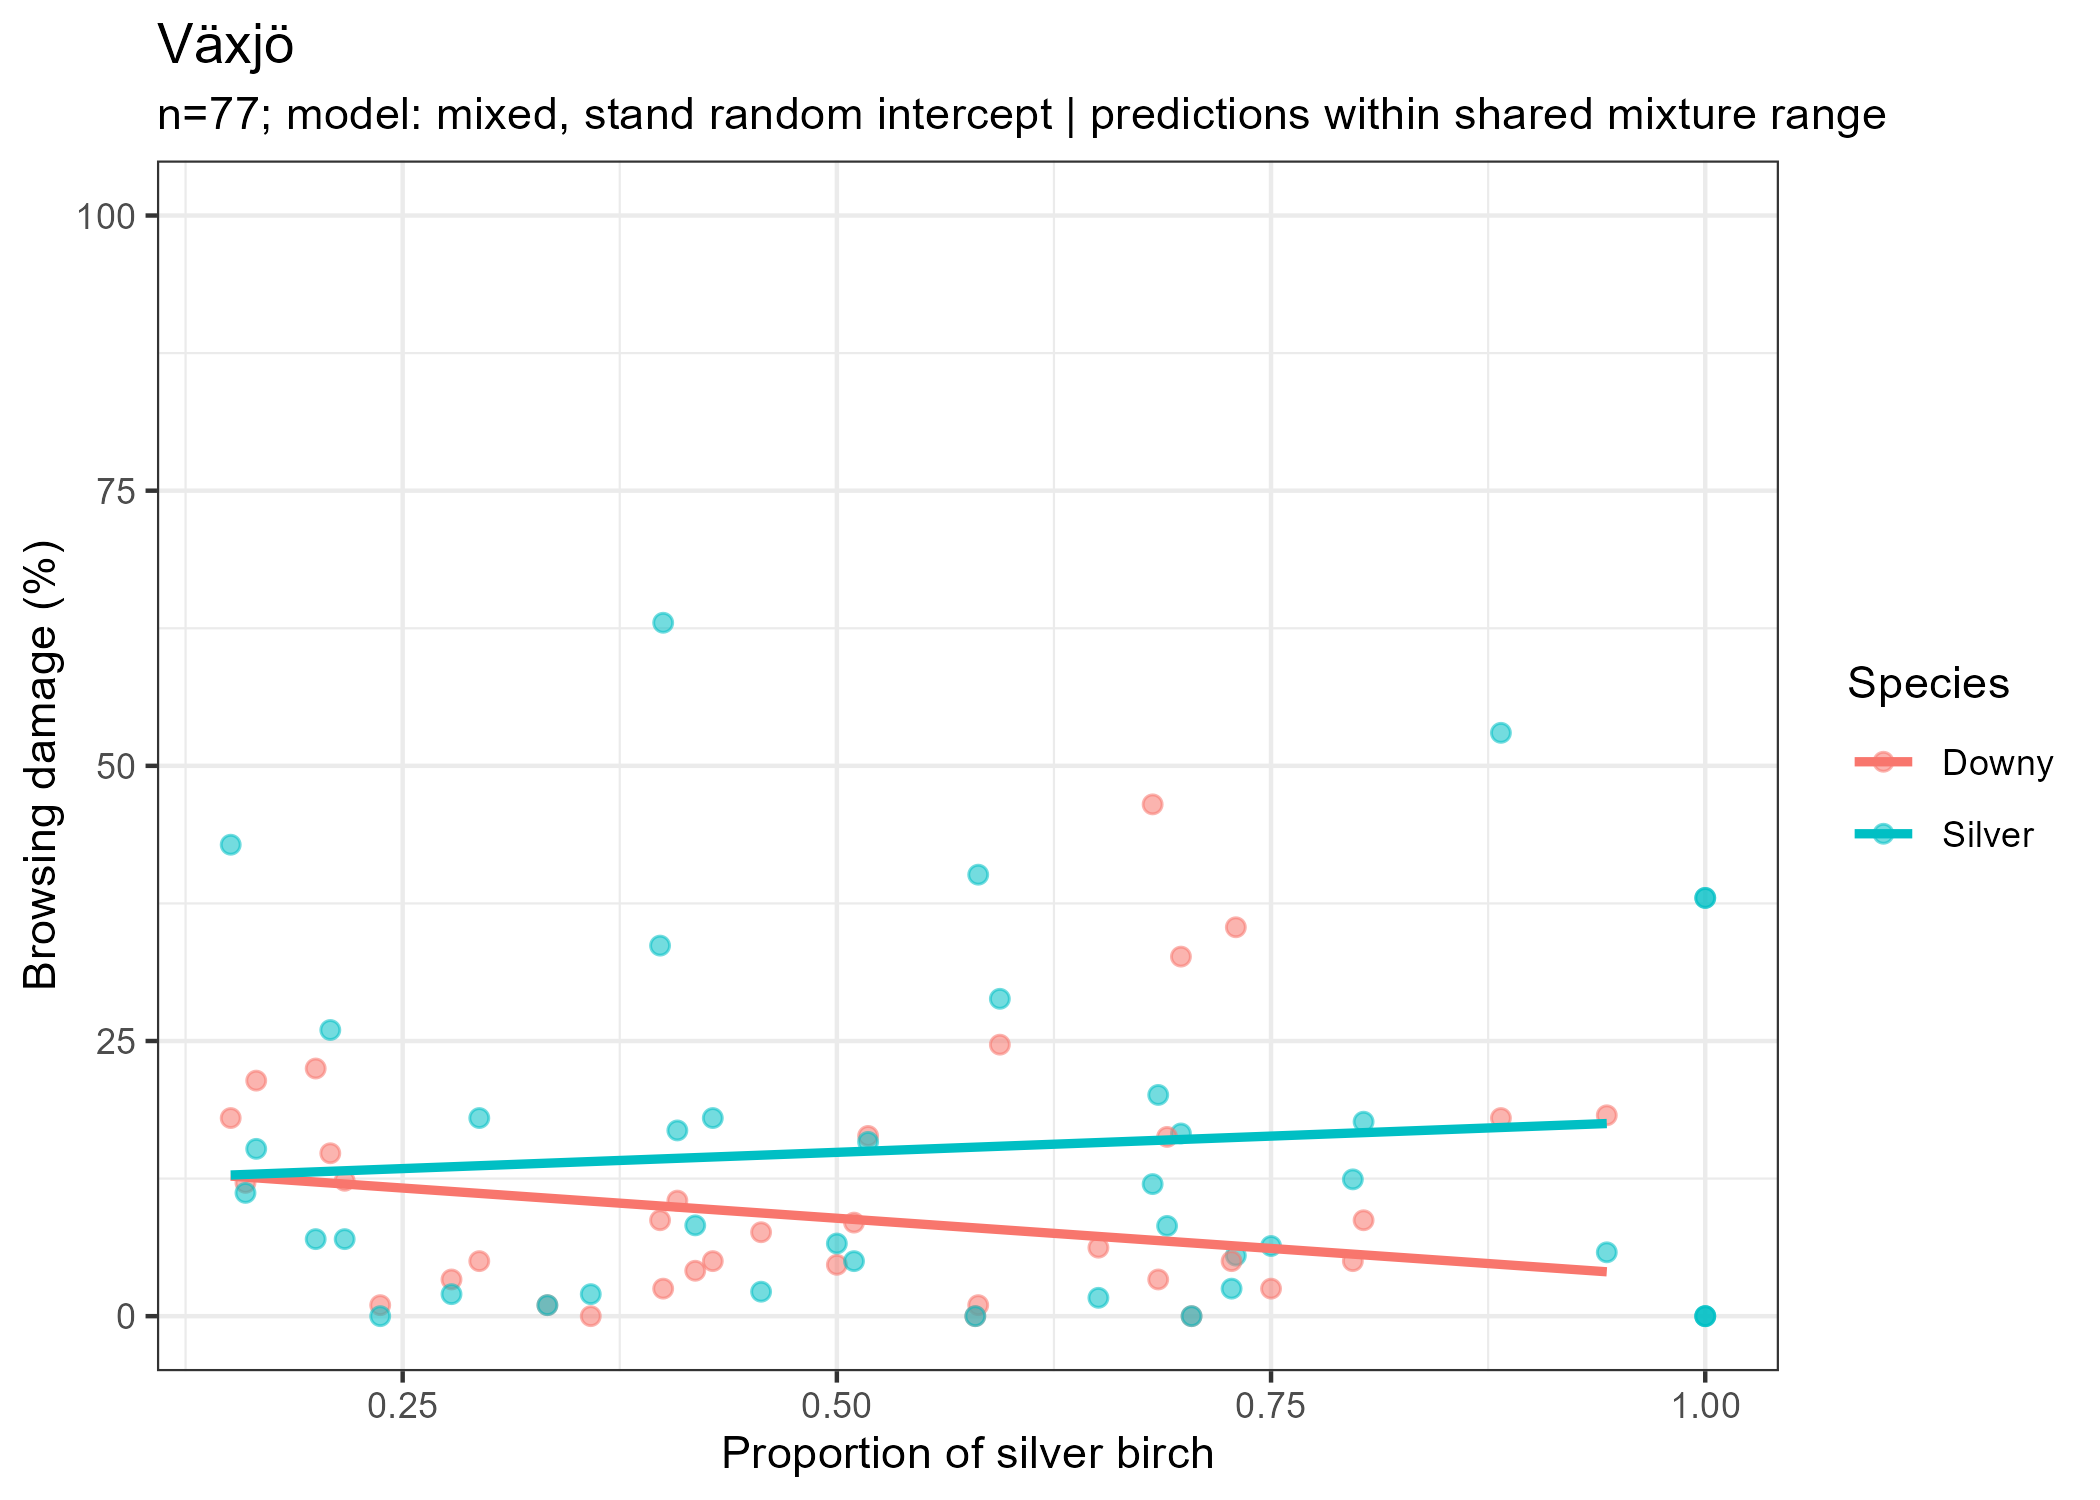 Växjö
n=77; model: mixed, stand random intercept | predictions within shared mixture range
100
75
50
25
0
Browsing damage (%)
0.25 0.50 0.75 1.00
Proportion of silver birch
Species
Downy
Silver